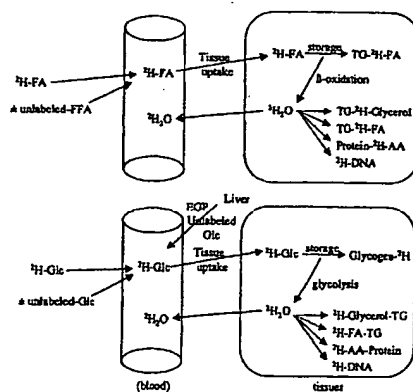 ²H-FA
± unlabeled-FFA
²H-FA
Tissue
uptake
²H-FA
storage
TG-²H-FA
ß-oxidation
²H₂O
²H₂O
TG-²H-Glycerol
TG-²H-FA
Protein-²H-AA
²H-DNA
EGP
Liver
Unlabeled
Glc
²H-Glc
± unlabeled-Glc
²H-Glc
Tissue
uptake
²H-Glc
storage
Glycogen-²H
glycolysis
²H₂O
²H₂O
²H-Glycerol-TG
²H-FA-TG
²H-AA-Protein
²H-DNA
(blood)
tissues